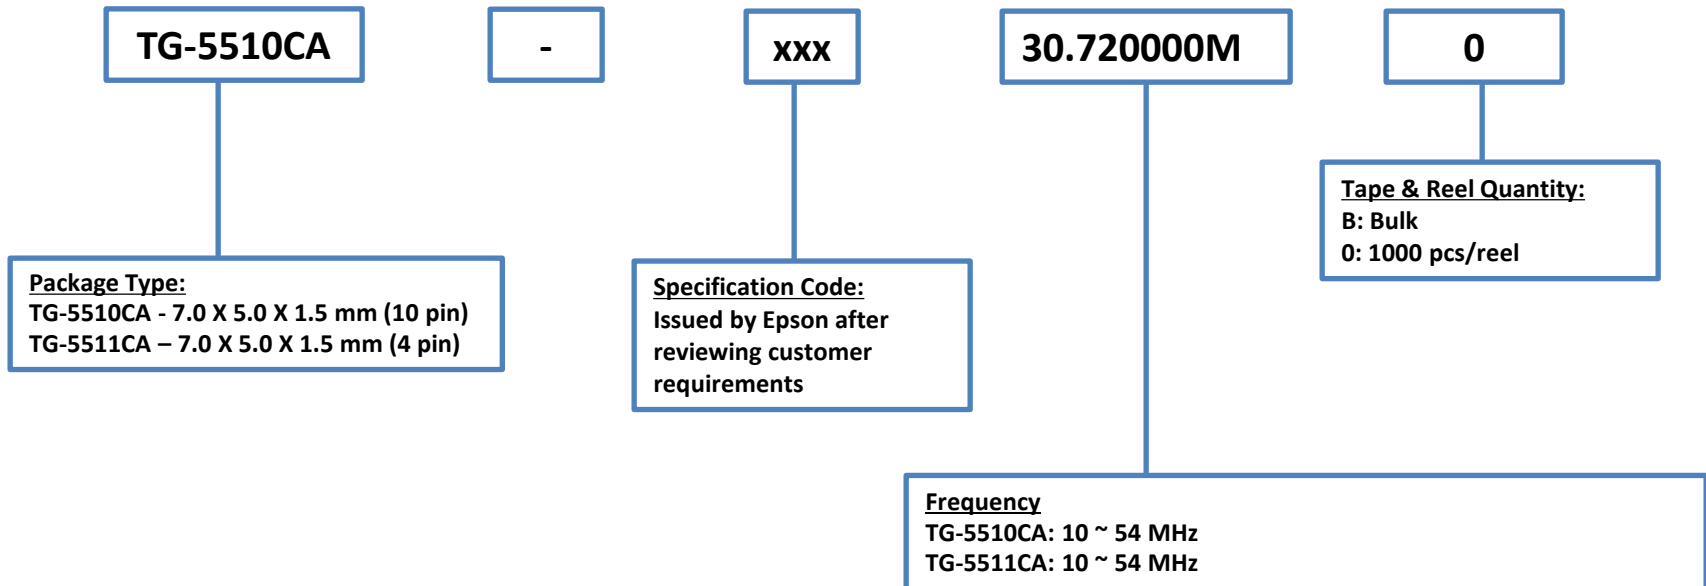 TG-5510CA - xxx 30.720000M 0
Tape & Reel Quantity:
B: Bulk
0: 1000 pcs/reel
Package Type:
TG-5510CA - 7.0 X 5.0 X 1.5 mm (10 pin)
TG-5511CA – 7.0 X 5.0 X 1.5 mm (4 pin)
Specification Code:
Issued by Epson after
reviewing customer
requirements
Frequency
TG-5510CA: 10 ~ 54 MHz
TG-5511CA: 10 ~ 54 MHz